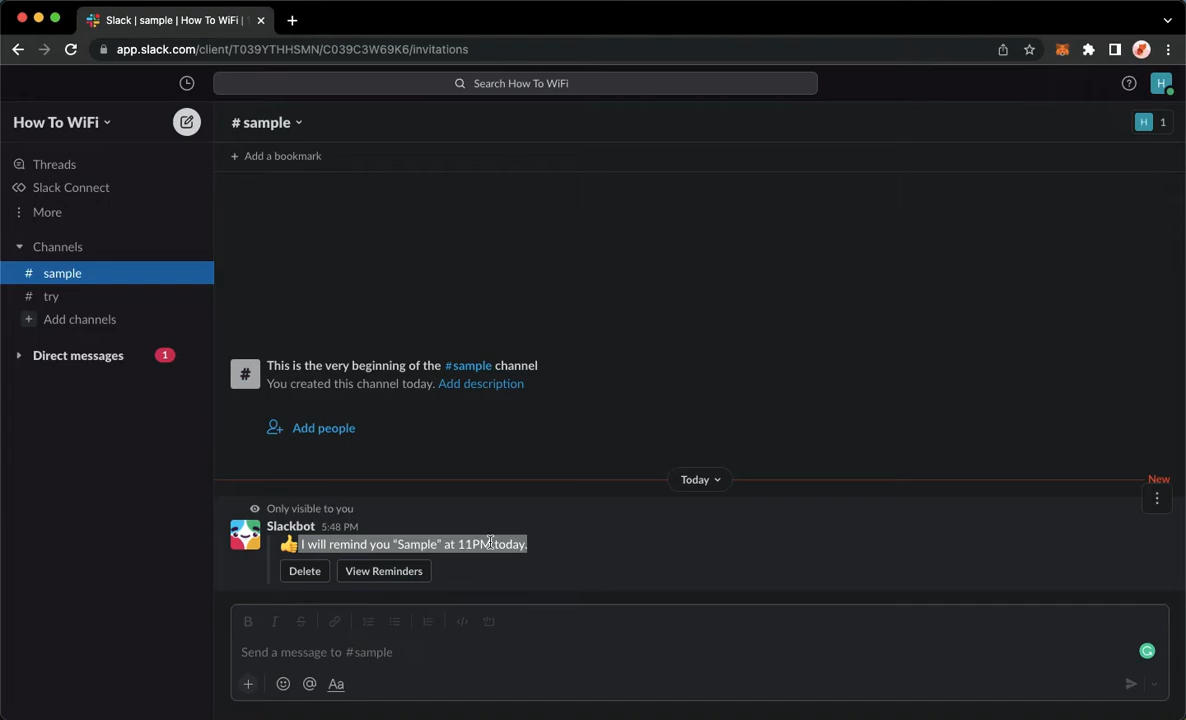 Slack | sample | How To WiFi |
app.slack.com/client/T039YTHHSMN/C039C3W69K6/invitations
Search How To WiFi
H
How To WiFi
# sample
H 1
Threads
+ Add a bookmark
Slack Connect
More
Channels
# sample
# try
+ Add channels
Direct messages 1
# This is the very beginning of the #sample channel
You created this channel today. Add description
Add people
Today
New
Only visible to you
Slackbot 5:48 PM
👍 I will remind you “Sample” at 11PM today.
Delete View Reminders
B I S
Send a message to #sample
+ @ Aa